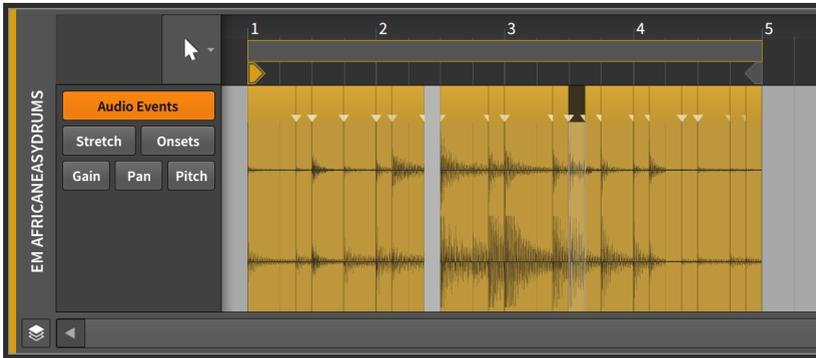 1 2 3 4 5
EM AFRICANEASYDRUMS
Audio Events
Stretch Onsets
Gain Pan Pitch